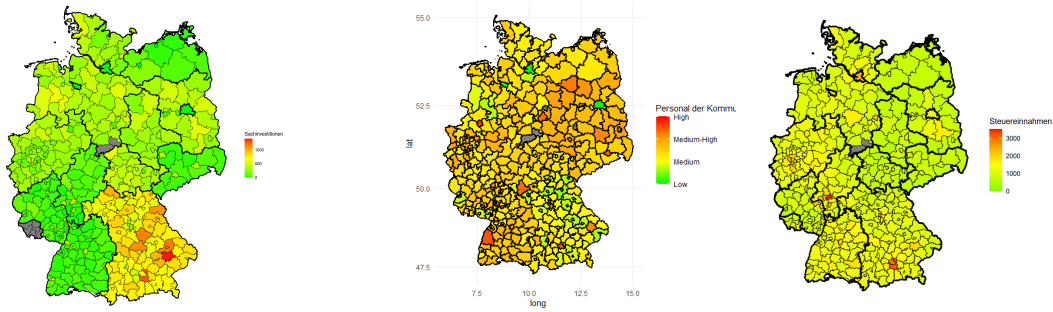 Sachinvestitionen
1000
500
0
55.0
52.5
50.0
47.5
lat
7.5
10.0
12.5
15.0
long
Personal der Kommu
High
Medium-High
Medium
Low
Steuereinnahmen
3000
2000
1000
0